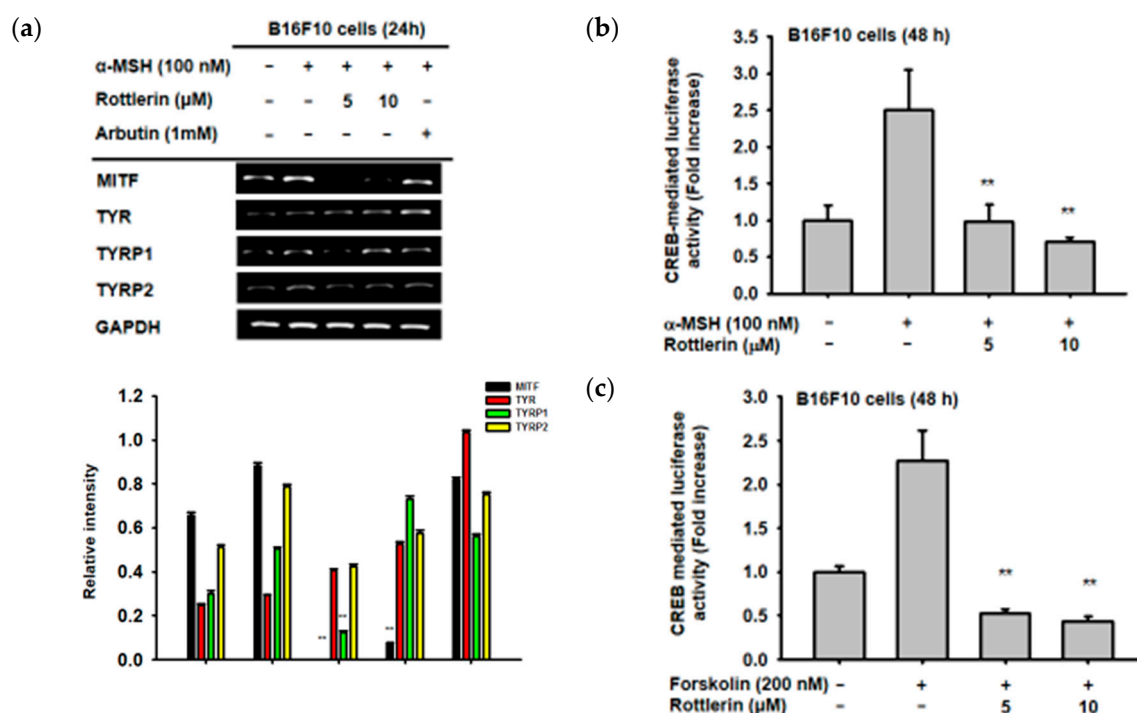 (a)
B16F10 cells (24h)
α-MSH (100 nM) − + + + +
Rottlerin (μM) − − 5 10 −
Arbutin (1mM) − − − − +
MITF
TYR
TYRP1
TYRP2
GAPDH
MITF
TYR
TYRP1
TYRP2
Relative intensity
1.2
1.0
0.8
0.6
0.4
0.2
0.0
** ** **
(b)
B16F10 cells (48 h)
CREB-mediated luciferase
activity (Fold increase)
3.5
3.0
2.5
2.0
1.5
1.0
0.5
0.0
** **
α-MSH (100 nM) − + + +
Rottlerin (μM) − − 5 10
(c)
B16F10 cells (48 h)
CREB mediated luciferase
activity (Fold increase)
3.0
2.5
2.0
1.5
1.0
0.5
0.0
** **
Forskolin (200 nM) − + + +
Rottlerin (μM) − − 5 10